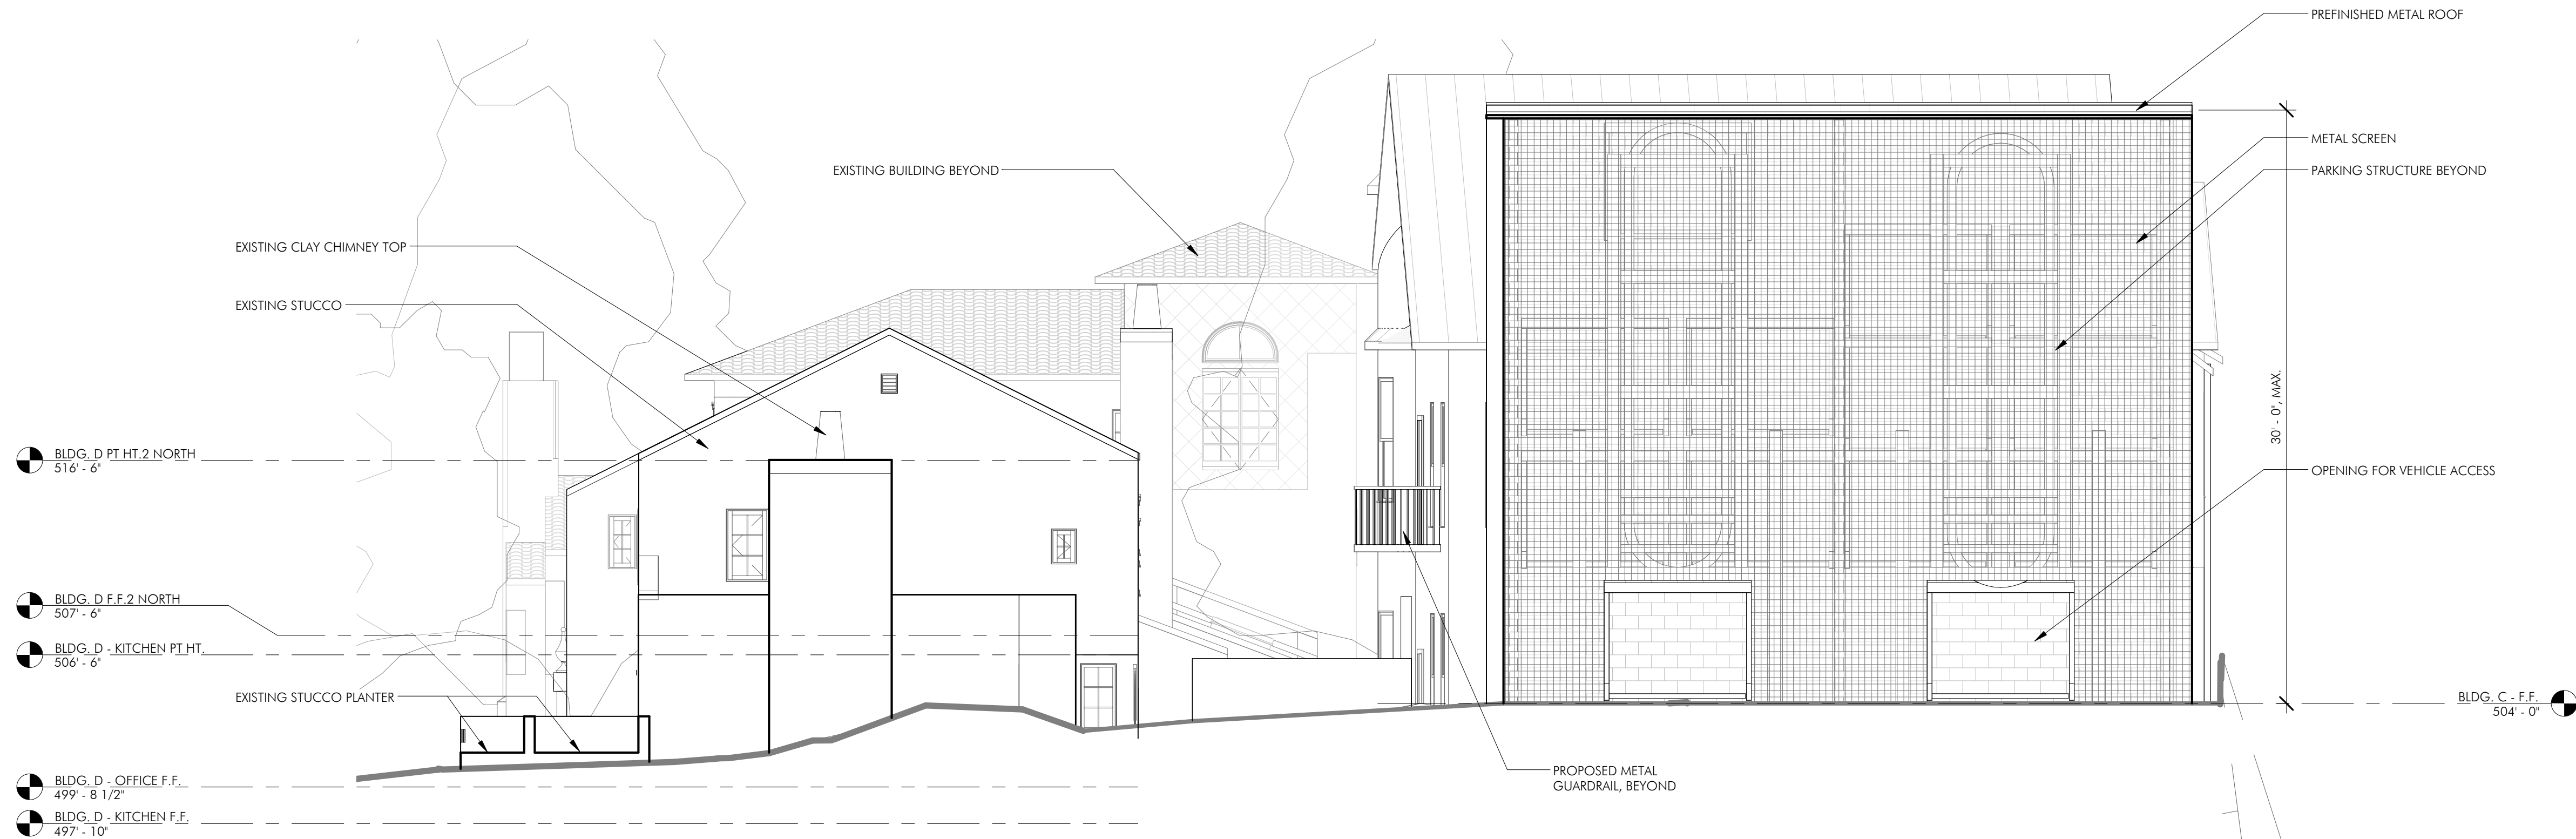 PREFINISHED METAL ROOF
METAL SCREEN
EXISTING BUILDING BEYOND
PARKING STRUCTURE BEYOND
EXISTING CLAY CHIMNEY TOP
EXISTING STUCCO
30' - 0", MAX.
BLDG. D PT HT.2 NORTH
516' - 6"
OPENING FOR VEHICLE ACCESS
BLDG. D F.F.2 NORTH
507' - 6"
BLDG. D - KITCHEN PT HT.
506' - 6"
EXISTING STUCCO PLANTER
BLDG. C - F.F.
504' - 0"
PROPOSED METAL
GUARDRAIL, BEYOND
BLDG. D - OFFICE F.F.
499' - 8 1/2"
BLDG. D - KITCHEN F.F.
497' - 10"